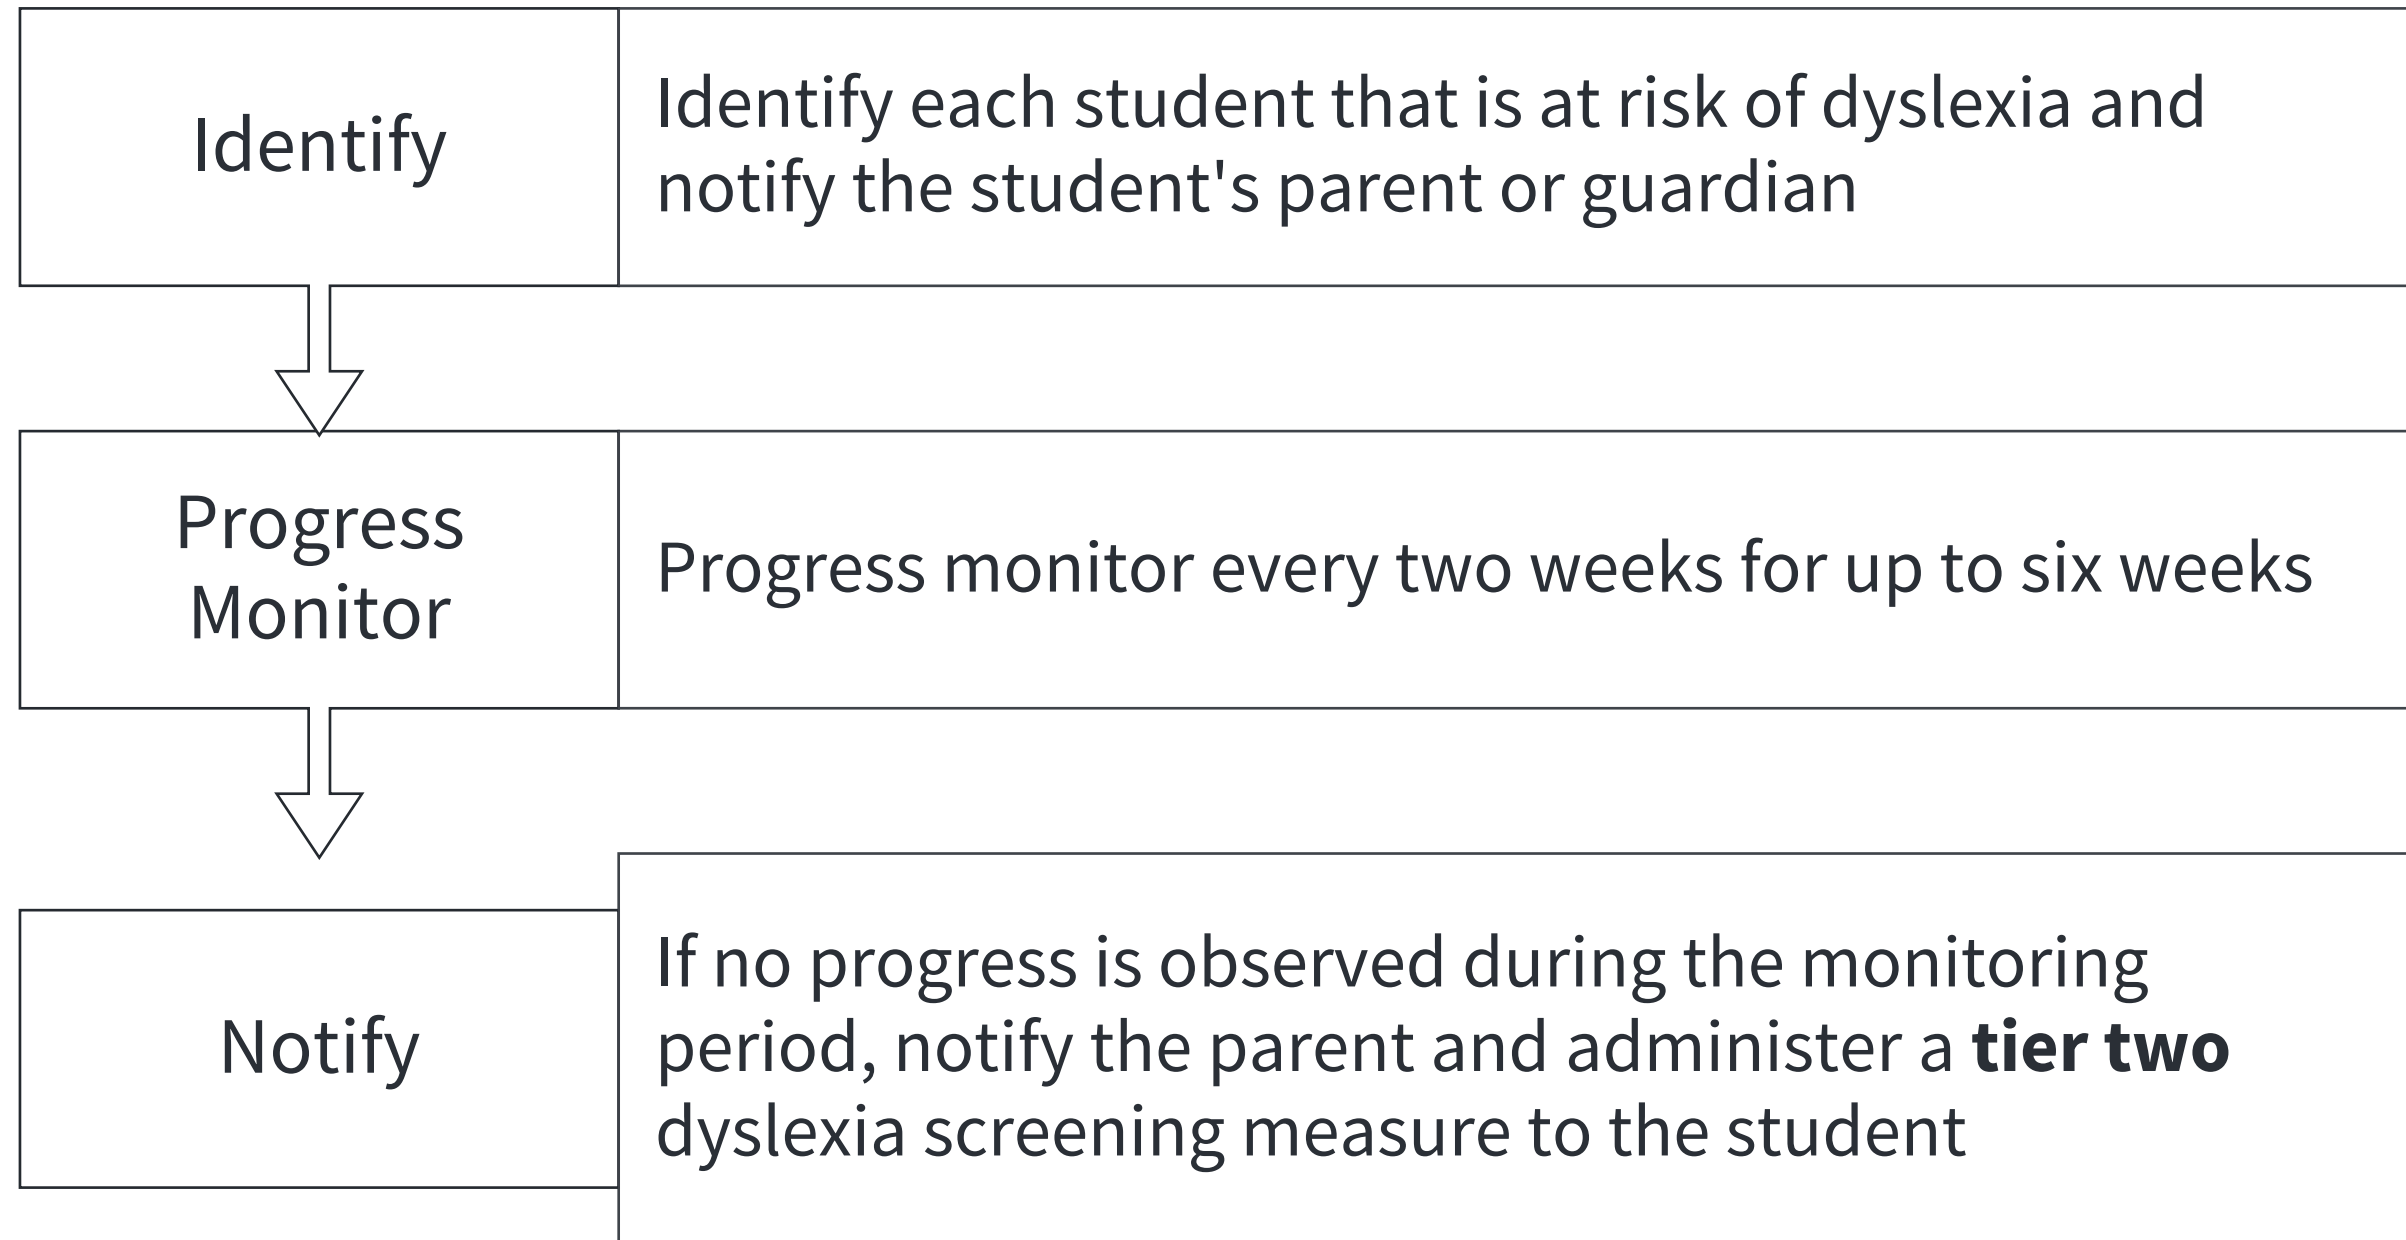 Identify
Identify each student that is at risk of dyslexia and
notify the student's parent or guardian
Progress
Monitor
Progress monitor every two weeks for up to six weeks
Notify
If no progress is observed during the monitoring
period, notify the parent and administer a tier two
dyslexia screening measure to the student